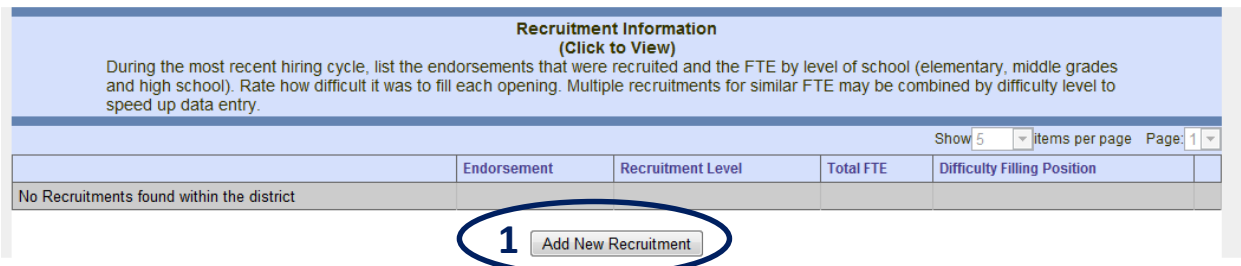 Recruitment Information
(Click to View)
During the most recent hiring cycle, list the endorsements that were recruited and the FTE by level of school (elementary, middle grades
and high school). Rate how difficult it was to fill each opening. Multiple recruitments for similar FTE may be combined by difficulty level to
speed up data entry.
Show 5 items per page Page: 1
Endorsement Recruitment Level Total FTE Difficulty Filling Position
No Recruitments found within the district
1 Add New Recruitment